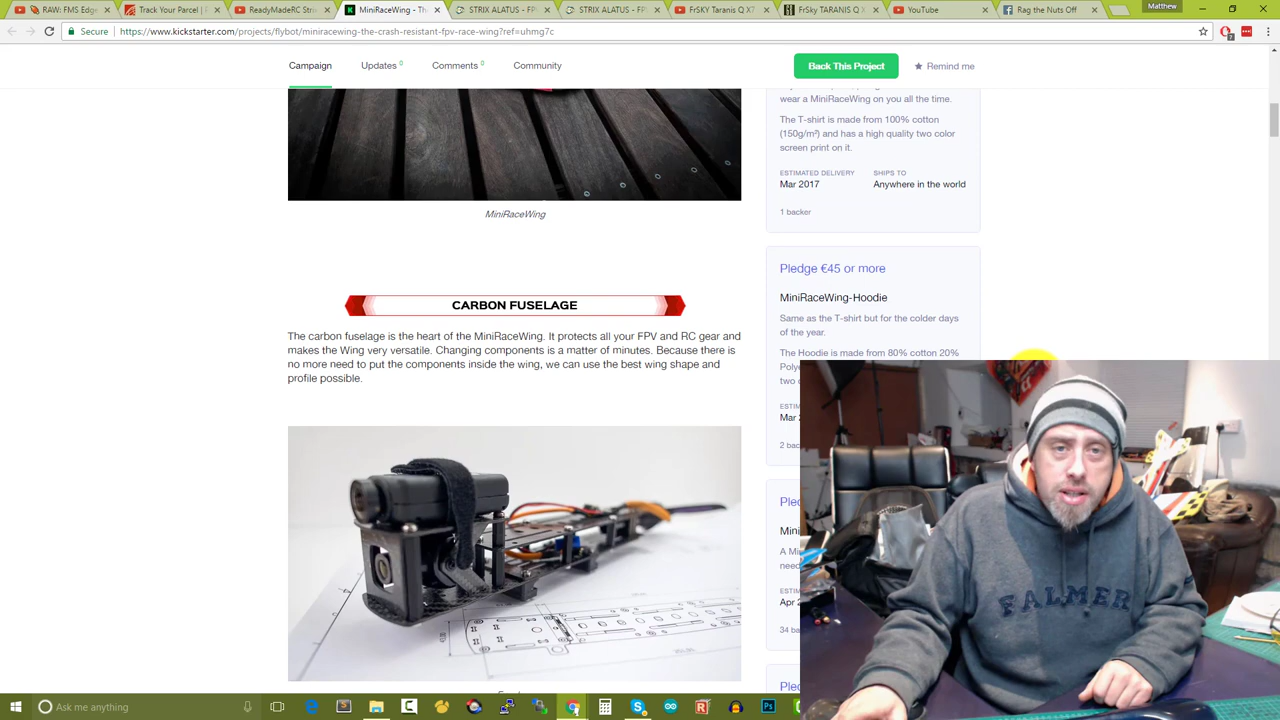 RAW: FMS Edge
Track Your Parcel | P
ReadyMadeRC Stri
MiniRaceWing - Th
STRIX ALATUS - FP
STRIX ALATUS - FP
FrSKY Taranis Q X7
FrSky TARANIS Q X
YouTube
Rag the Nuts Off
Matthew
Secure
https://www.kickstarter.com/projects/flybot/miniracewing-the-crash-resistant-fpv-race-wing?ref=uhmg7c
Campaign
Updates 0
Comments 0
Community
Back This Project
Remind me
wear a MiniRaceWing on you all the time.
The T-shirt is made from 100% cotton
(150g/m²) and has a high quality two color
screen print on it.
ESTIMATED DELIVERY
SHIPS TO
Mar 2017
Anywhere in the world
1 backer
MiniRaceWing
Pledge €45 or more
MiniRaceWing-Hoodie
Same as the T-shirt but for the colder days
of the year.
The Hoodie is made from 80% cotton 20%
CARBON FUSELAGE
The carbon fuselage is the heart of the MiniRaceWing. It protects all your FPV and RC gear and
makes the Wing very versatile. Changing components is a matter of minutes. Because there is
no more need to put the components inside the wing, we can use the best wing shape and
profile possible.
FALMER
Ask me anything